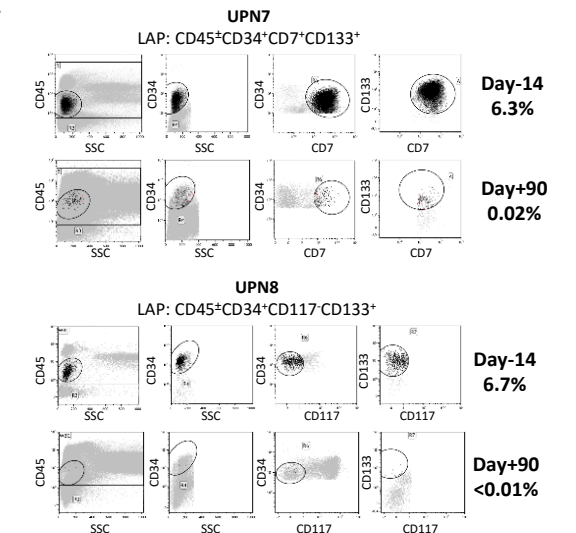 UPN7
LAP: CD45±CD34⁺CD7⁺CD133⁺
CD45 CD34 CD34 CD133
SSC SSC CD7 CD7
Day-14
6.3%
CD45 CD34 CD34 CD133
SSC SSC CD7 CD7
Day+90
0.02%
UPN8
LAP: CD45±CD34⁺CD117⁻CD133⁺
CD45 CD34 CD34 CD133
SSC SSC CD117 CD117
Day-14
6.7%
CD45 CD34 CD34 CD133
SSC SSC CD117 CD117
Day+90
<0.01%